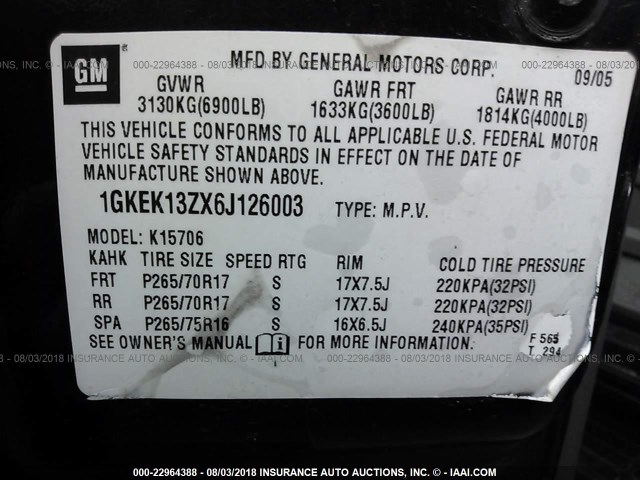 GM
MFD BY GENERAL MOTORS CORP.
09/05
GVWR GAWR FRT GAWR RR
3130KG(6900LB) 1633KG(3600LB) 1814KG(4000LB)
THIS VEHICLE CONFORMS TO ALL APPLICABLE U.S. FEDERAL MOTOR
VEHICLE SAFETY STANDARDS IN EFFECT ON THE DATE OF
MANUFACTURE SHOWN ABOVE.
1GKEK13ZX6J126003 TYPE: M.P.V.
MODEL: K15706
KAHK TIRE SIZE SPEED RTG RIM COLD TIRE PRESSURE
FRT P265/70R17 S 17X7.5J 220KPA(32PSI)
RR P265/70R17 S 17X7.5J 220KPA(32PSI)
SPA P265/75R16 S 16X6.5J 240KPA(35PSI)
SEE OWNER'S MANUAL i FOR MORE INFORMATION.
F 565
T 294
000-22964388 - 08/03/2018 INSURANCE AUTO AUCTIONS, INC. - © IAAI.COM